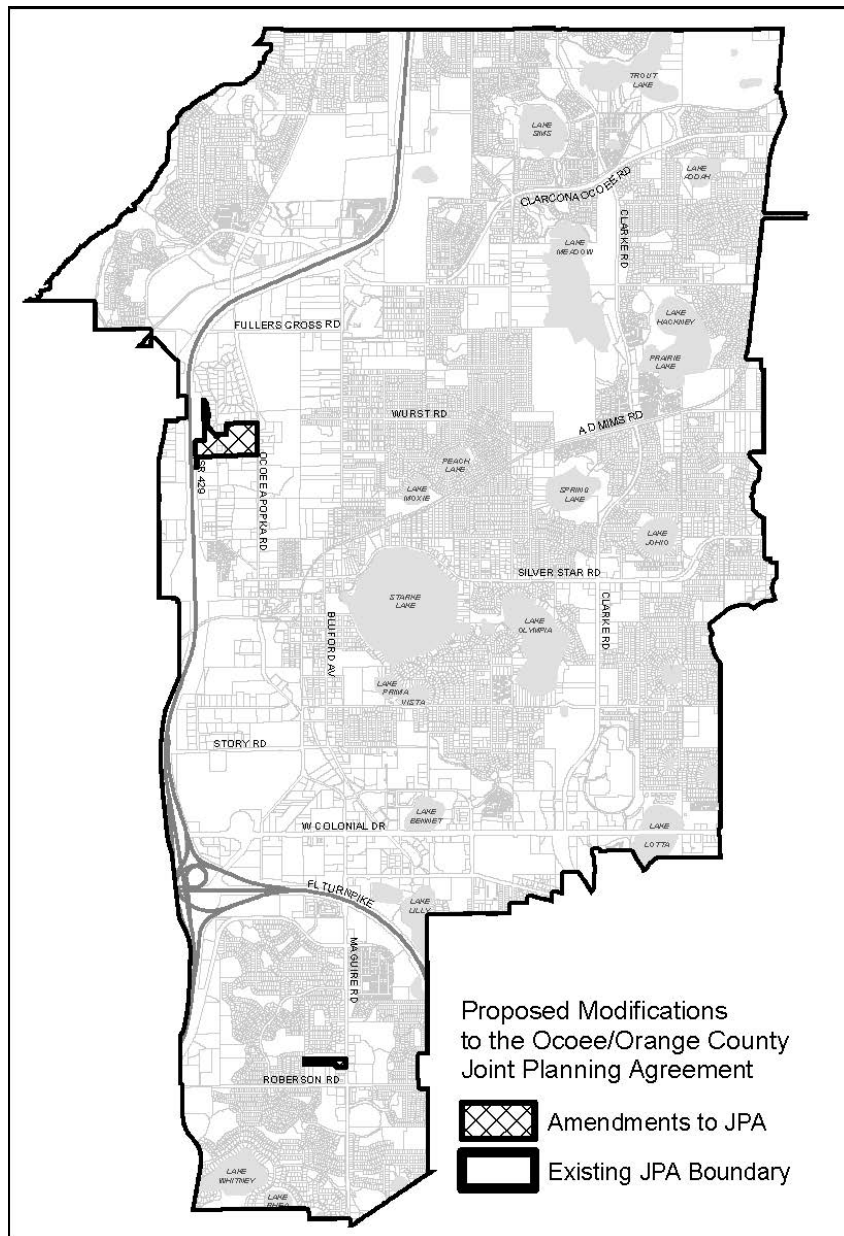 TROUT
LAKE
LAKE
SIMS
CLARCONA OCOEE RD
LAKE
ADDAH
CLARKE RD
LAKE
MEADOW
LAKE
HACKNEY
FULLERS CROSS RD
PRAIRIE
LAKE
WURST RD
A D MIMS RD
OCOEE APOPKA RD
SR 429
PEACH
LAKE
LAKE
MOXIE
SPRING
LAKE
LAKE
JOHIO
SILVER STAR RD
STARKE
LAKE
BLUFORD AV
LAKE
OLYMPIA
CLARKE RD
LAKE
PRIMA
VISTA
STORY RD
LAKE
BENNET
W COLONIAL DR
LAKE
LOTTA
FL TURNPIKE
LAKE
LILLY
MAGUIRE RD
ROBERSON RD
LAKE
WHITNEY
LAKE
RHEA
Proposed Modifications
to the Ocoee/Orange County
Joint Planning Agreement
Amendments to JPA
Existing JPA Boundary